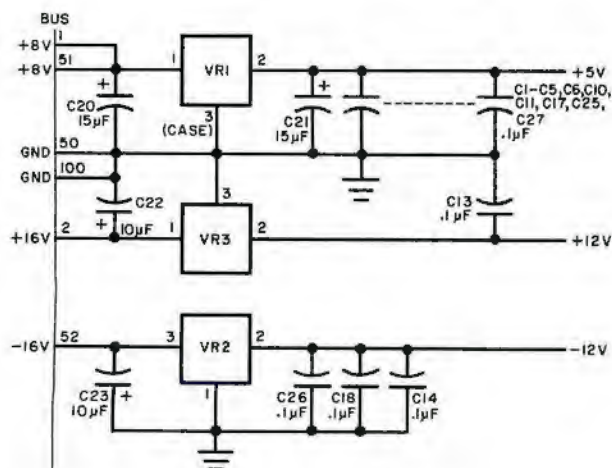 BUS
+8V 1
+8V 51
1 VR1 2
+5V
+
C20
15µF
3
(CASE)
+
C21
15µF
C1-C5,C6,C10,
C11,C17,C25,
C27
.1µF
GND 50
GND 100
C22
+
10µF
3
C13
.1µF
+16V 2
1 VR3 2
+12V
-16V 52
3 VR2 2
-12V
1
C23
10µF
+
C26
.1µF
C18
.1µF
C14
.1µF